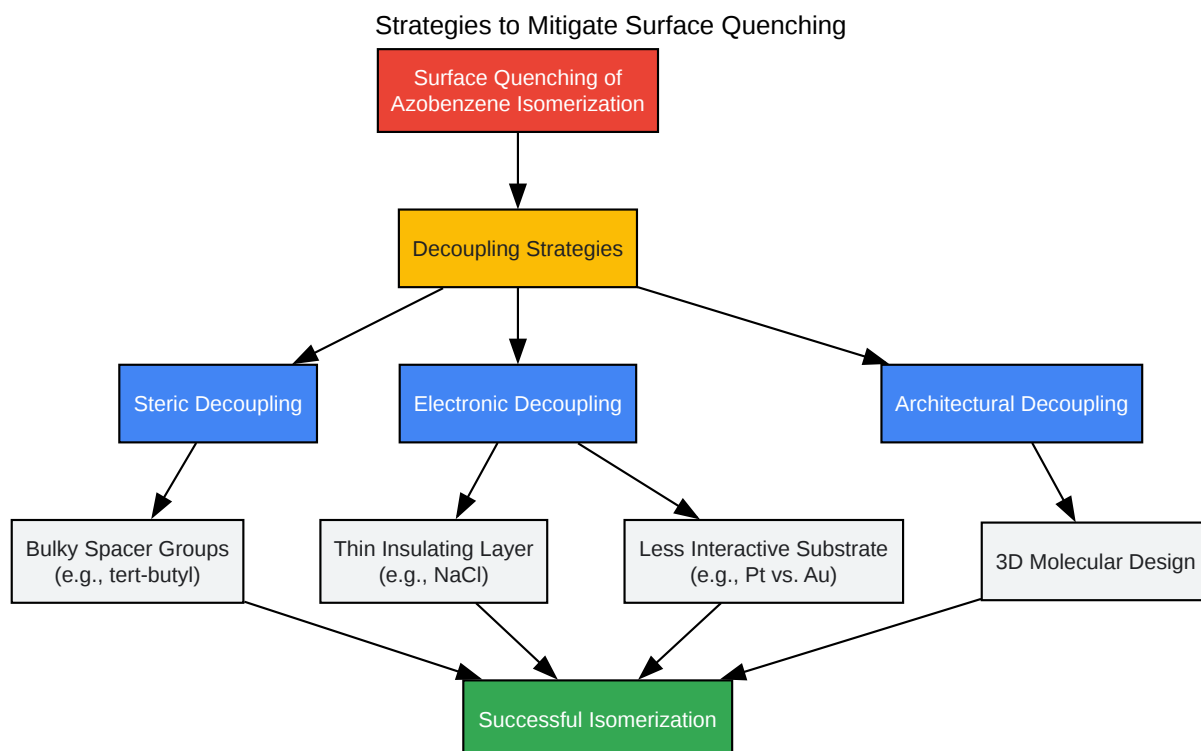 Strategies to Mitigate Surface Quenching
Surface Quenching of
Azobenzene Isomerization
Decoupling Strategies
Steric Decoupling
Electronic Decoupling
Architectural Decoupling
Bulky Spacer Groups
(e.g., tert-butyl)
Thin Insulating Layer
(e.g., NaCl)
Less Interactive Substrate
(e.g., Pt vs. Au)
3D Molecular Design
Successful Isomerization